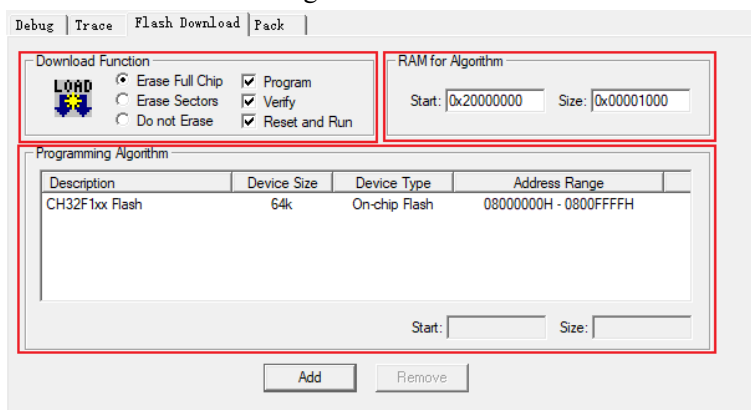 Debug Trace Flash Download Pack
Download Function
LOAD
Erase Full Chip
Erase Sectors
Do not Erase
Program
Verify
Reset and Run
RAM for Algorithm
Start: 0x20000000 Size: 0x00001000
Programming Algorithm
Description Device Size Device Type Address Range
CH32F1xx Flash 64k On-chip Flash 08000000H - 0800FFFFH
Start: Size:
Add Remove